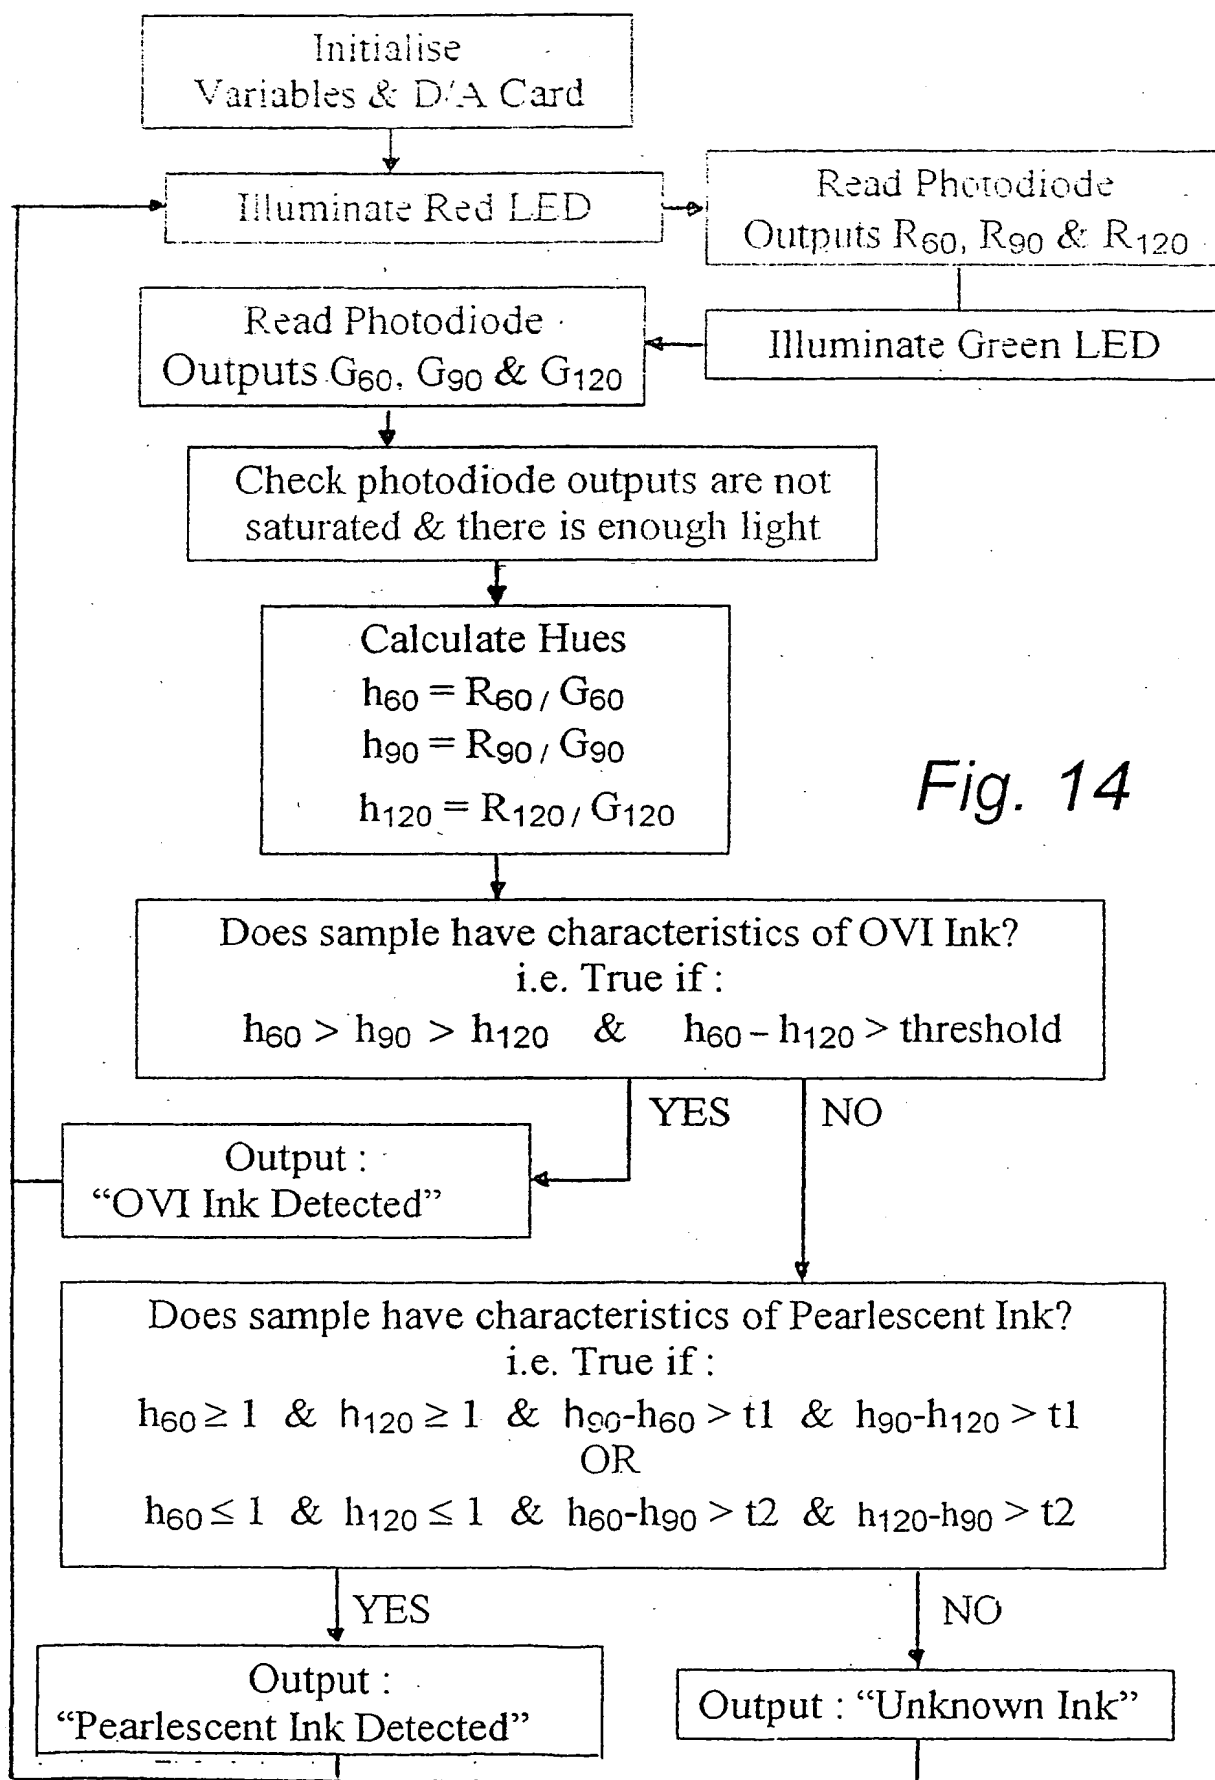 Initialise
Variables & D/A Card
Illuminate Red LED
Read Photodiode
Outputs R60, R90 & R120
Illuminate Green LED
Read Photodiode
Outputs G60, G90 & G120
Check photodiode outputs are not
saturated & there is enough light
Calculate Hues
h60 = R60 / G60
h90 = R90 / G90
h120 = R120 / G120
Fig. 14
Does sample have characteristics of OVI Ink?
i.e. True if :
h60 > h90 > h120 & h60 – h120 > threshold
YES
NO
Output :
“OVI Ink Detected”
Does sample have characteristics of Pearlescent Ink?
i.e. True if :
h60 ≥ 1 & h120 ≥ 1 & h90-h60 > t1 & h90-h120 > t1
OR
h60 ≤ 1 & h120 ≤ 1 & h60-h90 > t2 & h120-h90 > t2
YES
NO
Output :
“Pearlescent Ink Detected”
Output : “Unknown Ink”